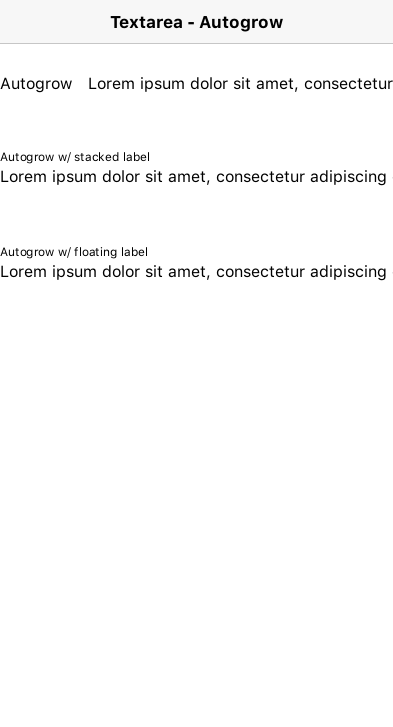 Textarea - Autogrow
Autogrow Lorem ipsum dolor sit amet, consectetur
Autogrow w/ stacked label
Lorem ipsum dolor sit amet, consectetur adipiscing
Autogrow w/ floating label
Lorem ipsum dolor sit amet, consectetur adipiscing